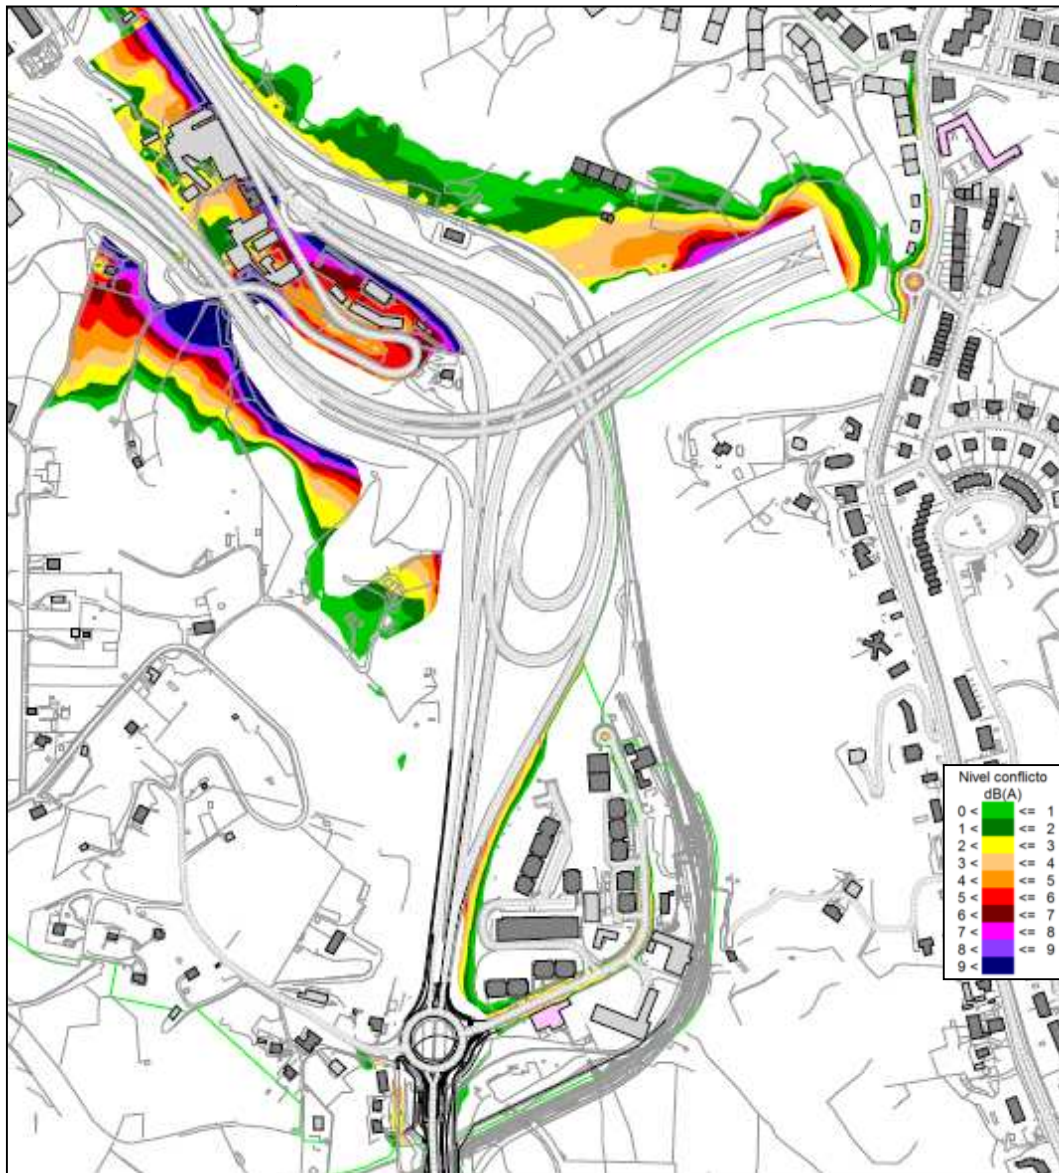 Nivel conflicto
dB(A)
0 < <= 1
1 < <= 2
2 < <= 3
3 < <= 4
4 < <= 5
5 < <= 6
6 < <= 7
7 < <= 8
8 < <= 9
9 <